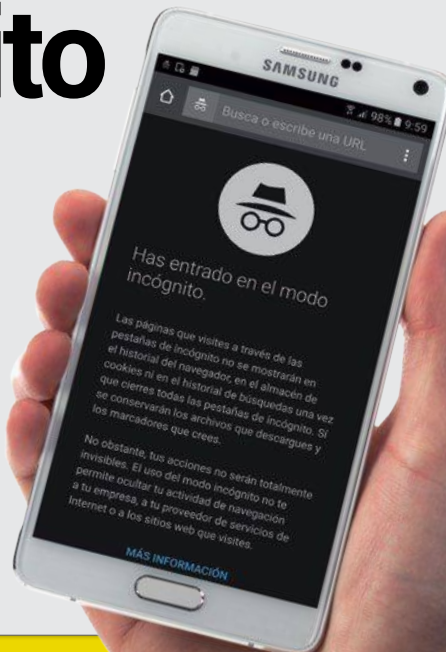 ito
SAMSUNG
98% 9:59
Busca o escribe una URL
Has entrado en el modo
incógnito.
Las páginas que visites a través de las
pestañas de incógnito no se mostrarán en
el historial del navegador, en el almacén de
cookies ni en el historial de búsquedas una vez
que cierres todas las pestañas de incógnito. Sí
se conservarán los archivos que descargues y
los marcadores que crees.
No obstante, tus acciones no serán totalmente
invisibles. El uso del modo incógnito no te
permite ocultar tu actividad de navegación
a tu empresa, a tu proveedor de servicios de
Internet o a los sitios web que visites.
MÁS INFORMACIÓN